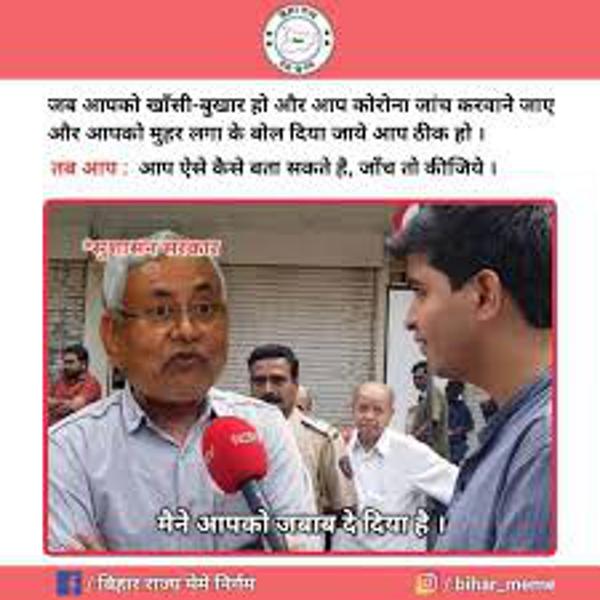 जब आपको खाँसी-बुखार हो और आप कोरोना जांच करवाने जाए
और आपको मुहर लगा के बोल दिया जाये आप ठीक हो ।
तब आप : आप ऐसे कैसे बता सकते है, जाँच तो कीजिये ।
*सुशासन सरकार
मैने आपको जवाब दे दिया है ।
/ बिहार राज्य मेमे निर्गम
/ bihar_meme